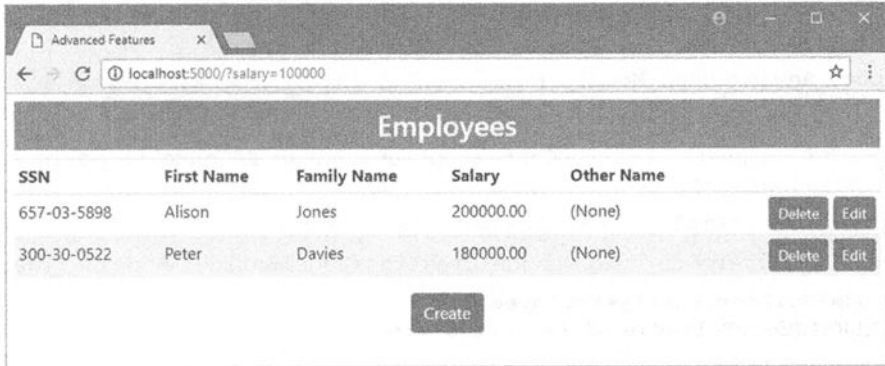 Advanced Features
localhost:5000/?salary=100000
Employees
SSN First Name Family Name Salary Other Name
657-03-5898 Alison Jones 200000.00 (None) Delete Edit
300-30-0522 Peter Davies 180000.00 (None) Delete Edit
Create